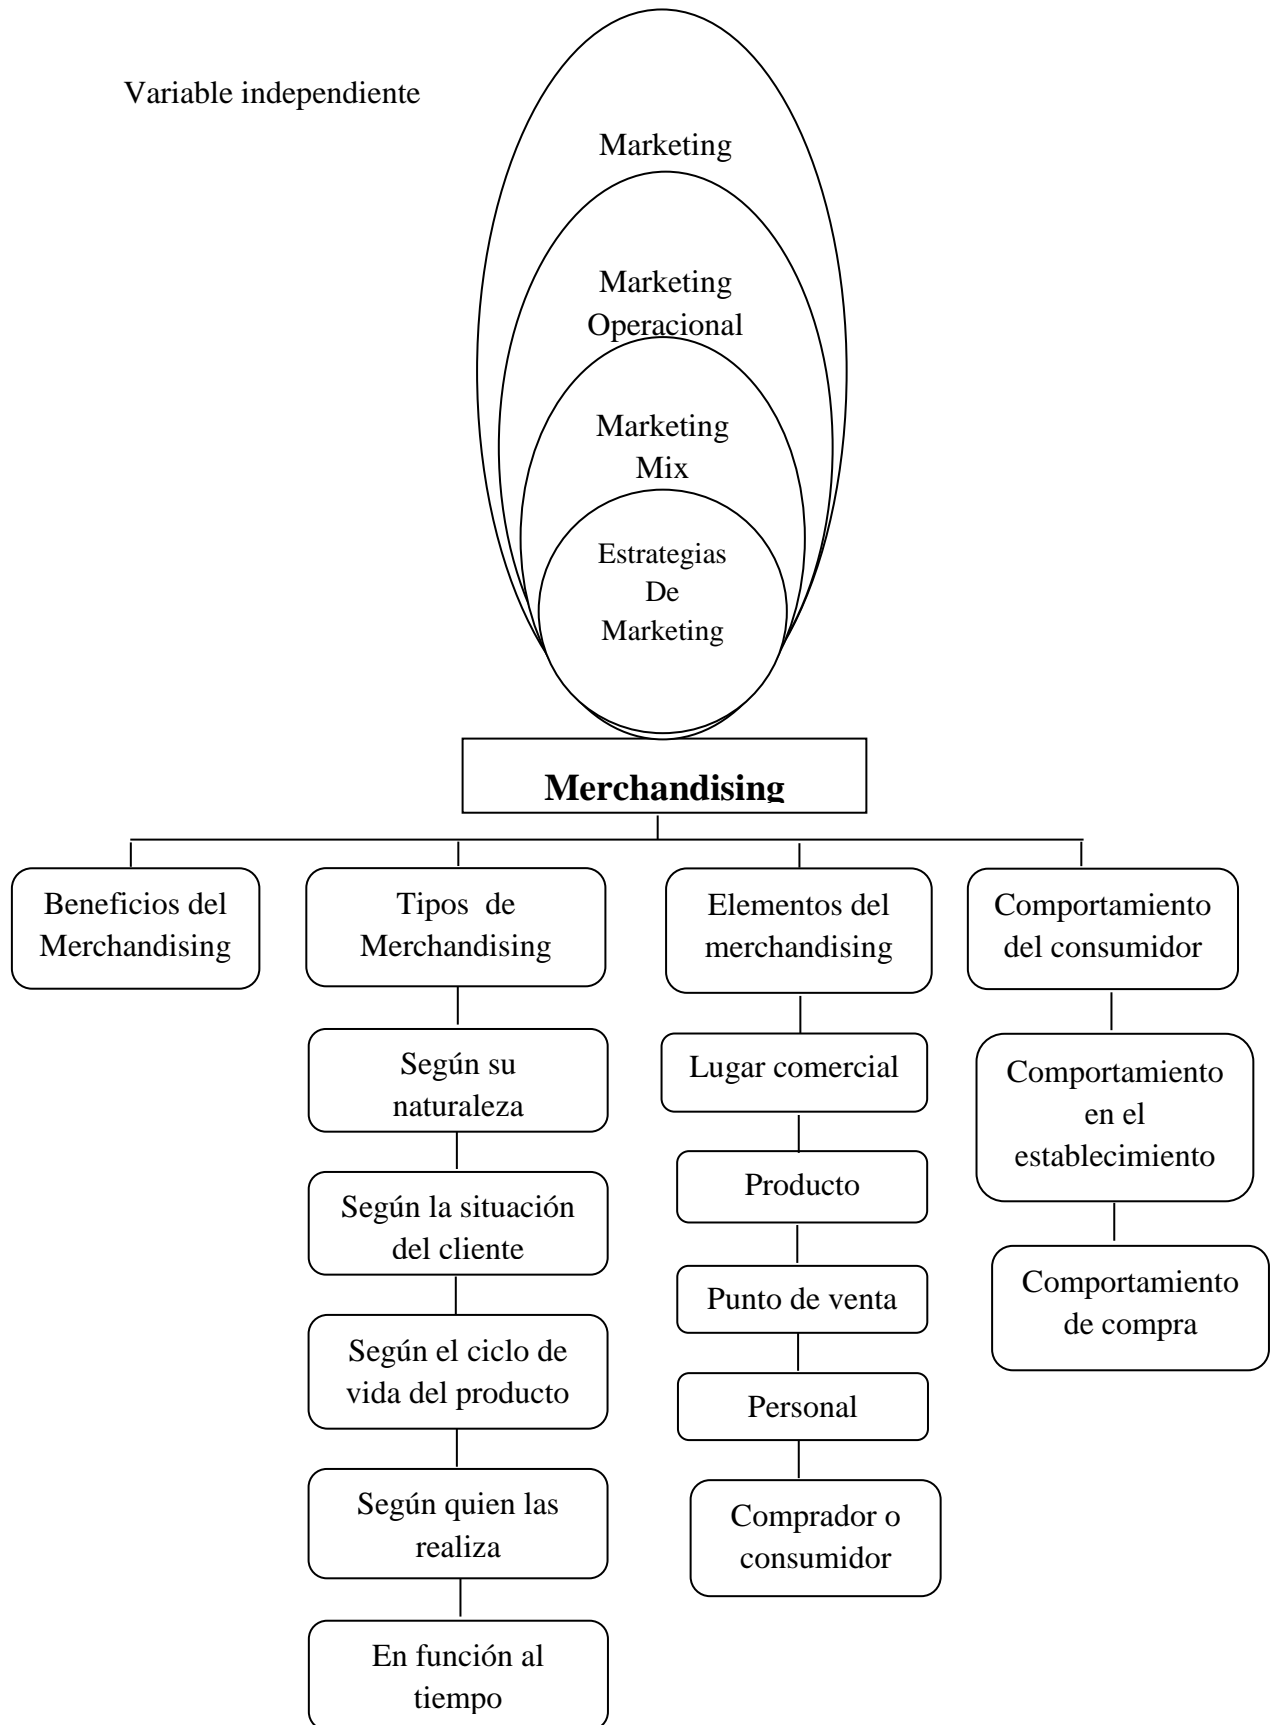 Variable independiente
Marketing
Marketing
Operacional
Marketing
Mix
Estrategias
De
Marketing
Merchandising
Beneficios del
Merchandising
Tipos  de
Merchandising
Según su
naturaleza
Según la situación
del cliente
Según el ciclo de
vida del producto
Según quien las
realiza
En función al
tiempo
Elementos del
merchandising
Lugar comercial
Producto
Punto de venta
Personal
Comprador o
consumidor
Comportamiento
del consumidor
Comportamiento
en el
establecimiento
Comportamiento
de compra